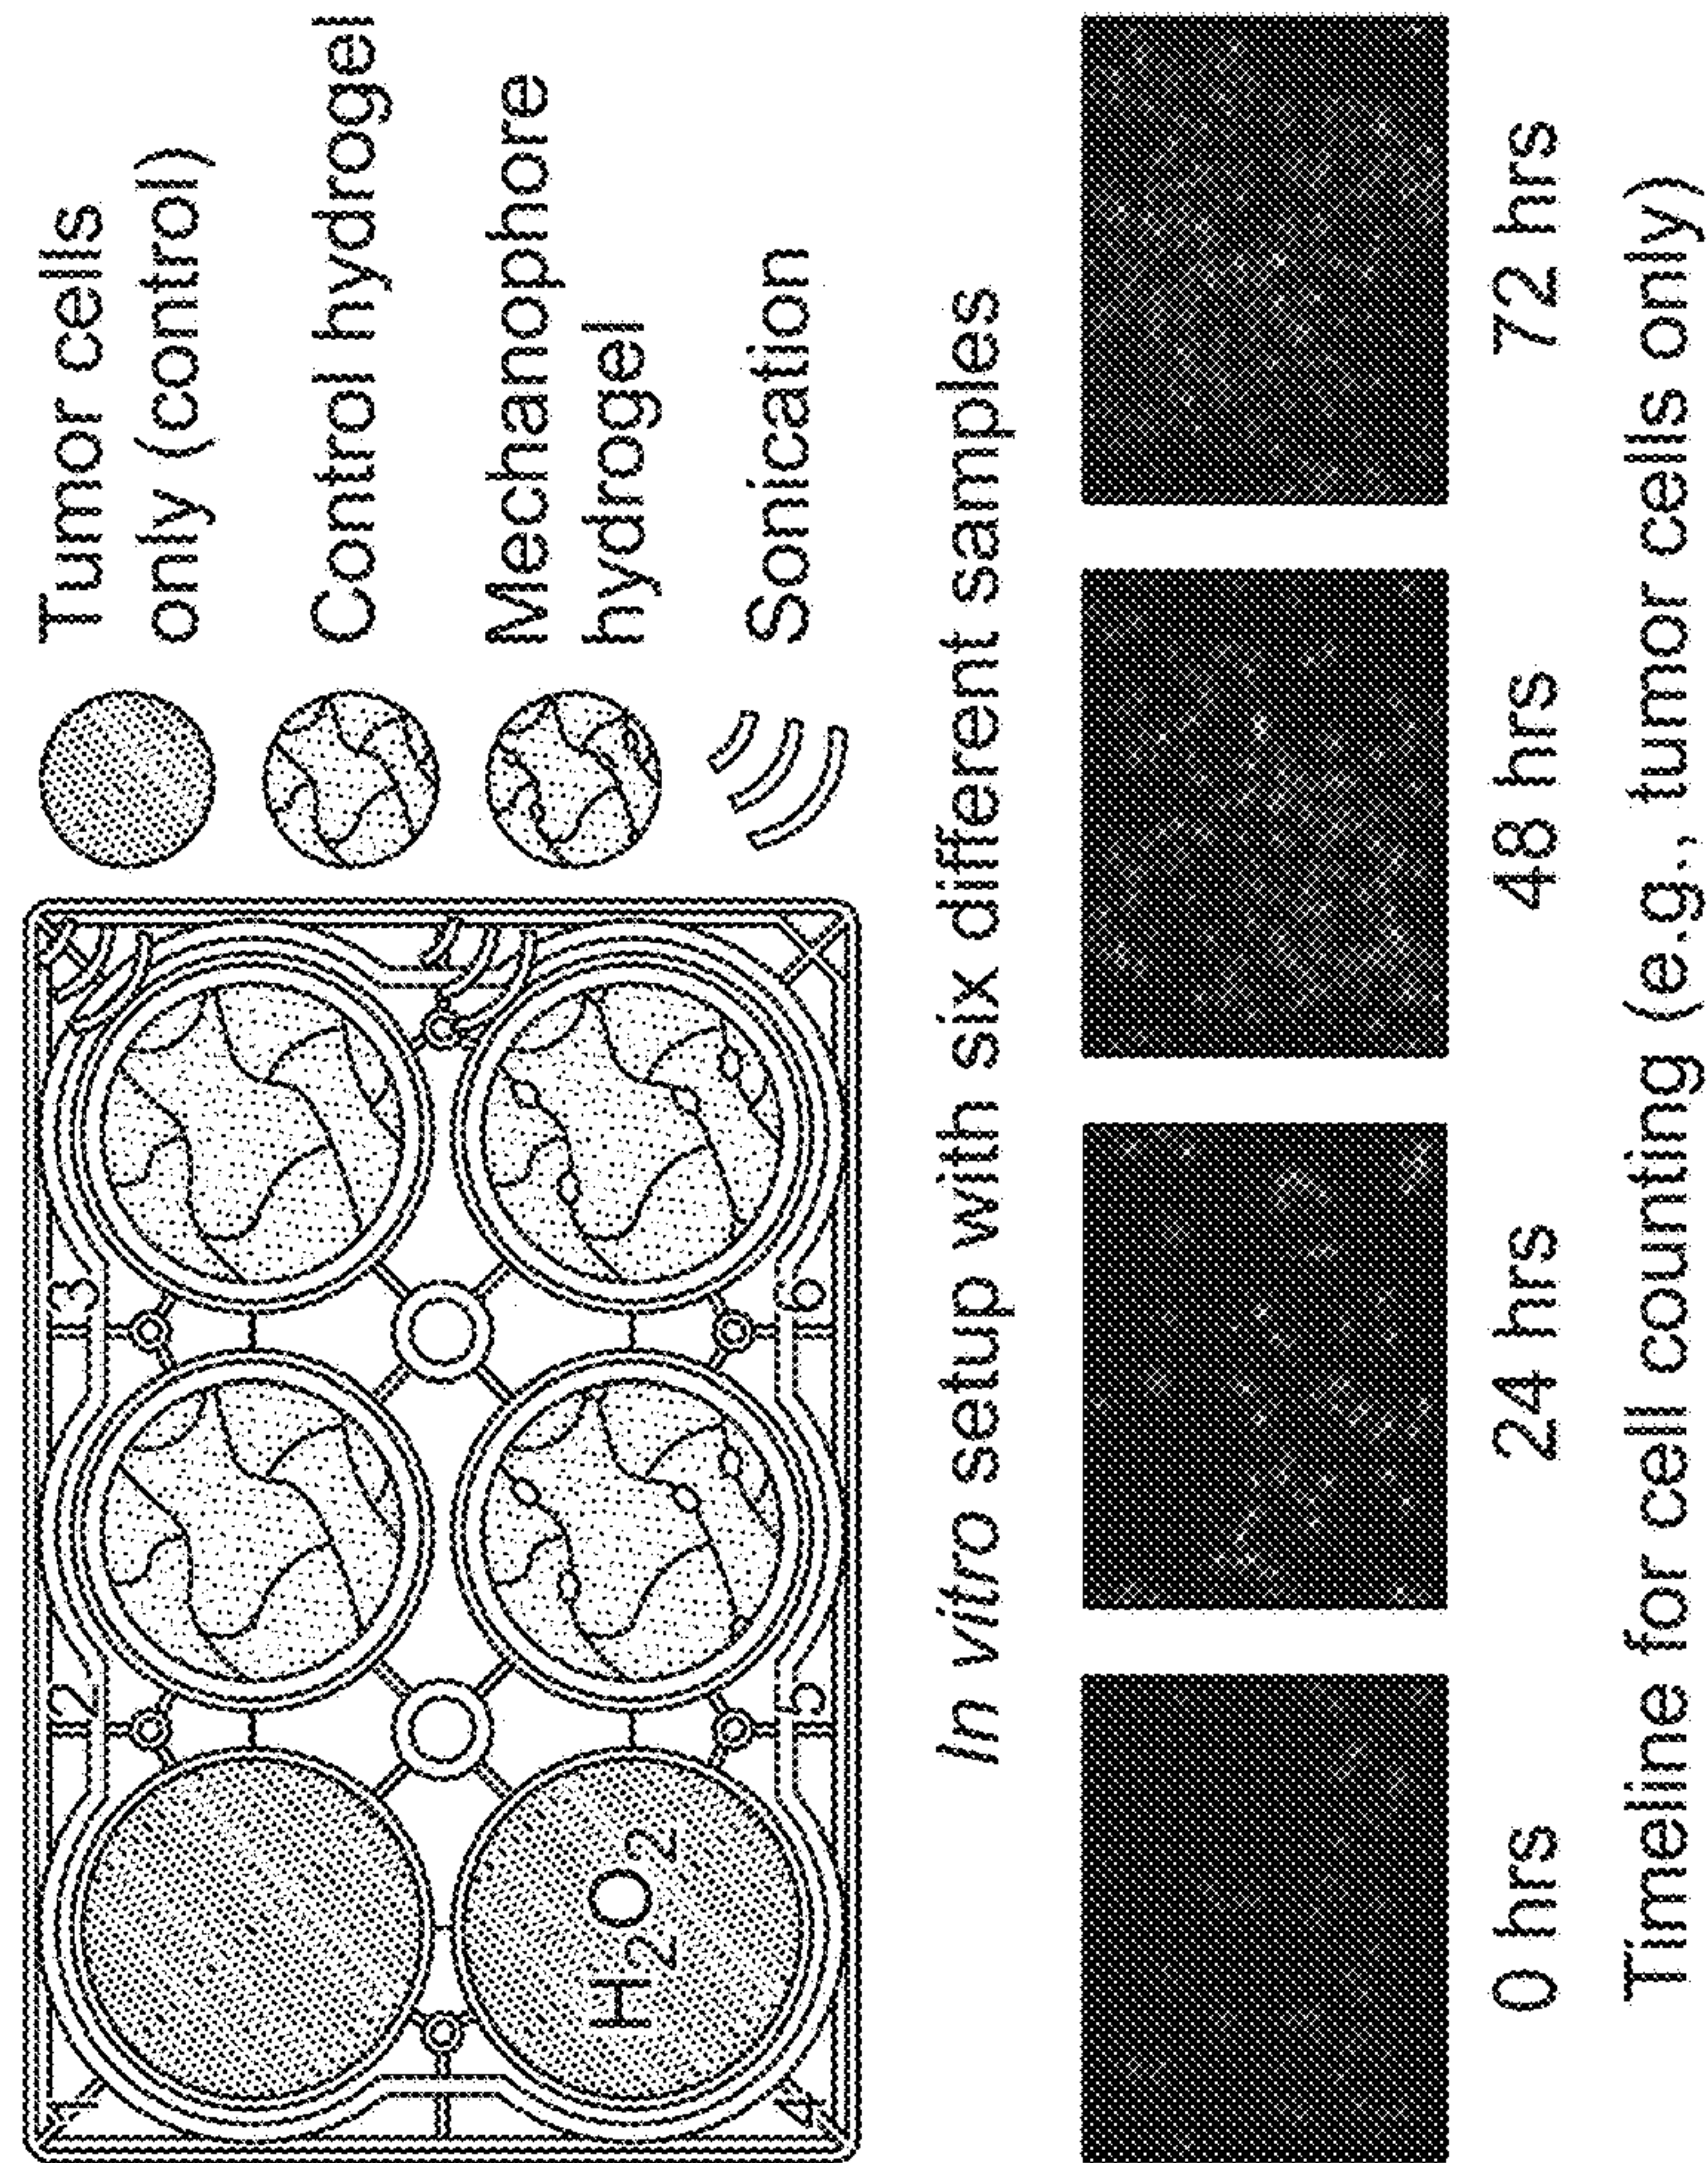 1
2
3
4
5
6
H2O2
Tumor cells
only (control)
Control hydrogel
Mechanophore
hydrogel
Sonication
In vitro setup with six different samples
0 hrs
24 hrs
48 hrs
72 hrs
Timeline for cell counting (e.g., tumor cells only)